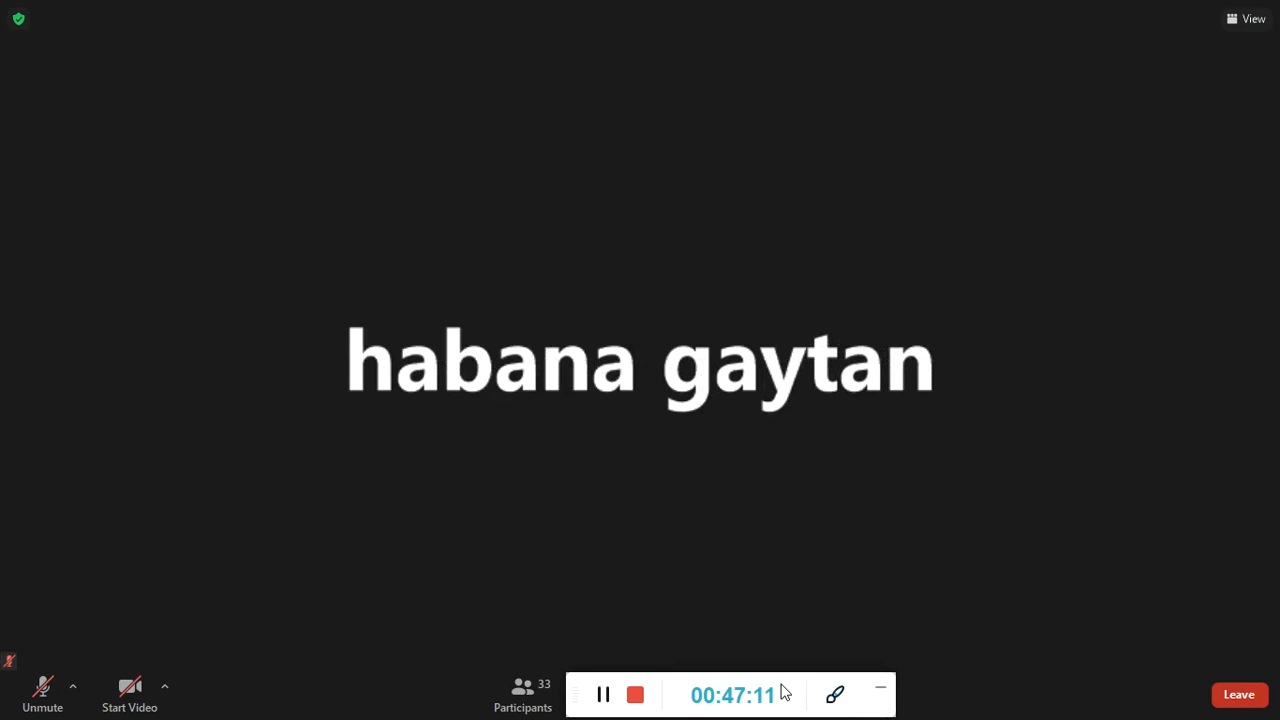 View
habana gaytan
Unmute
Start Video
33
Participants
00:47:11
Leave